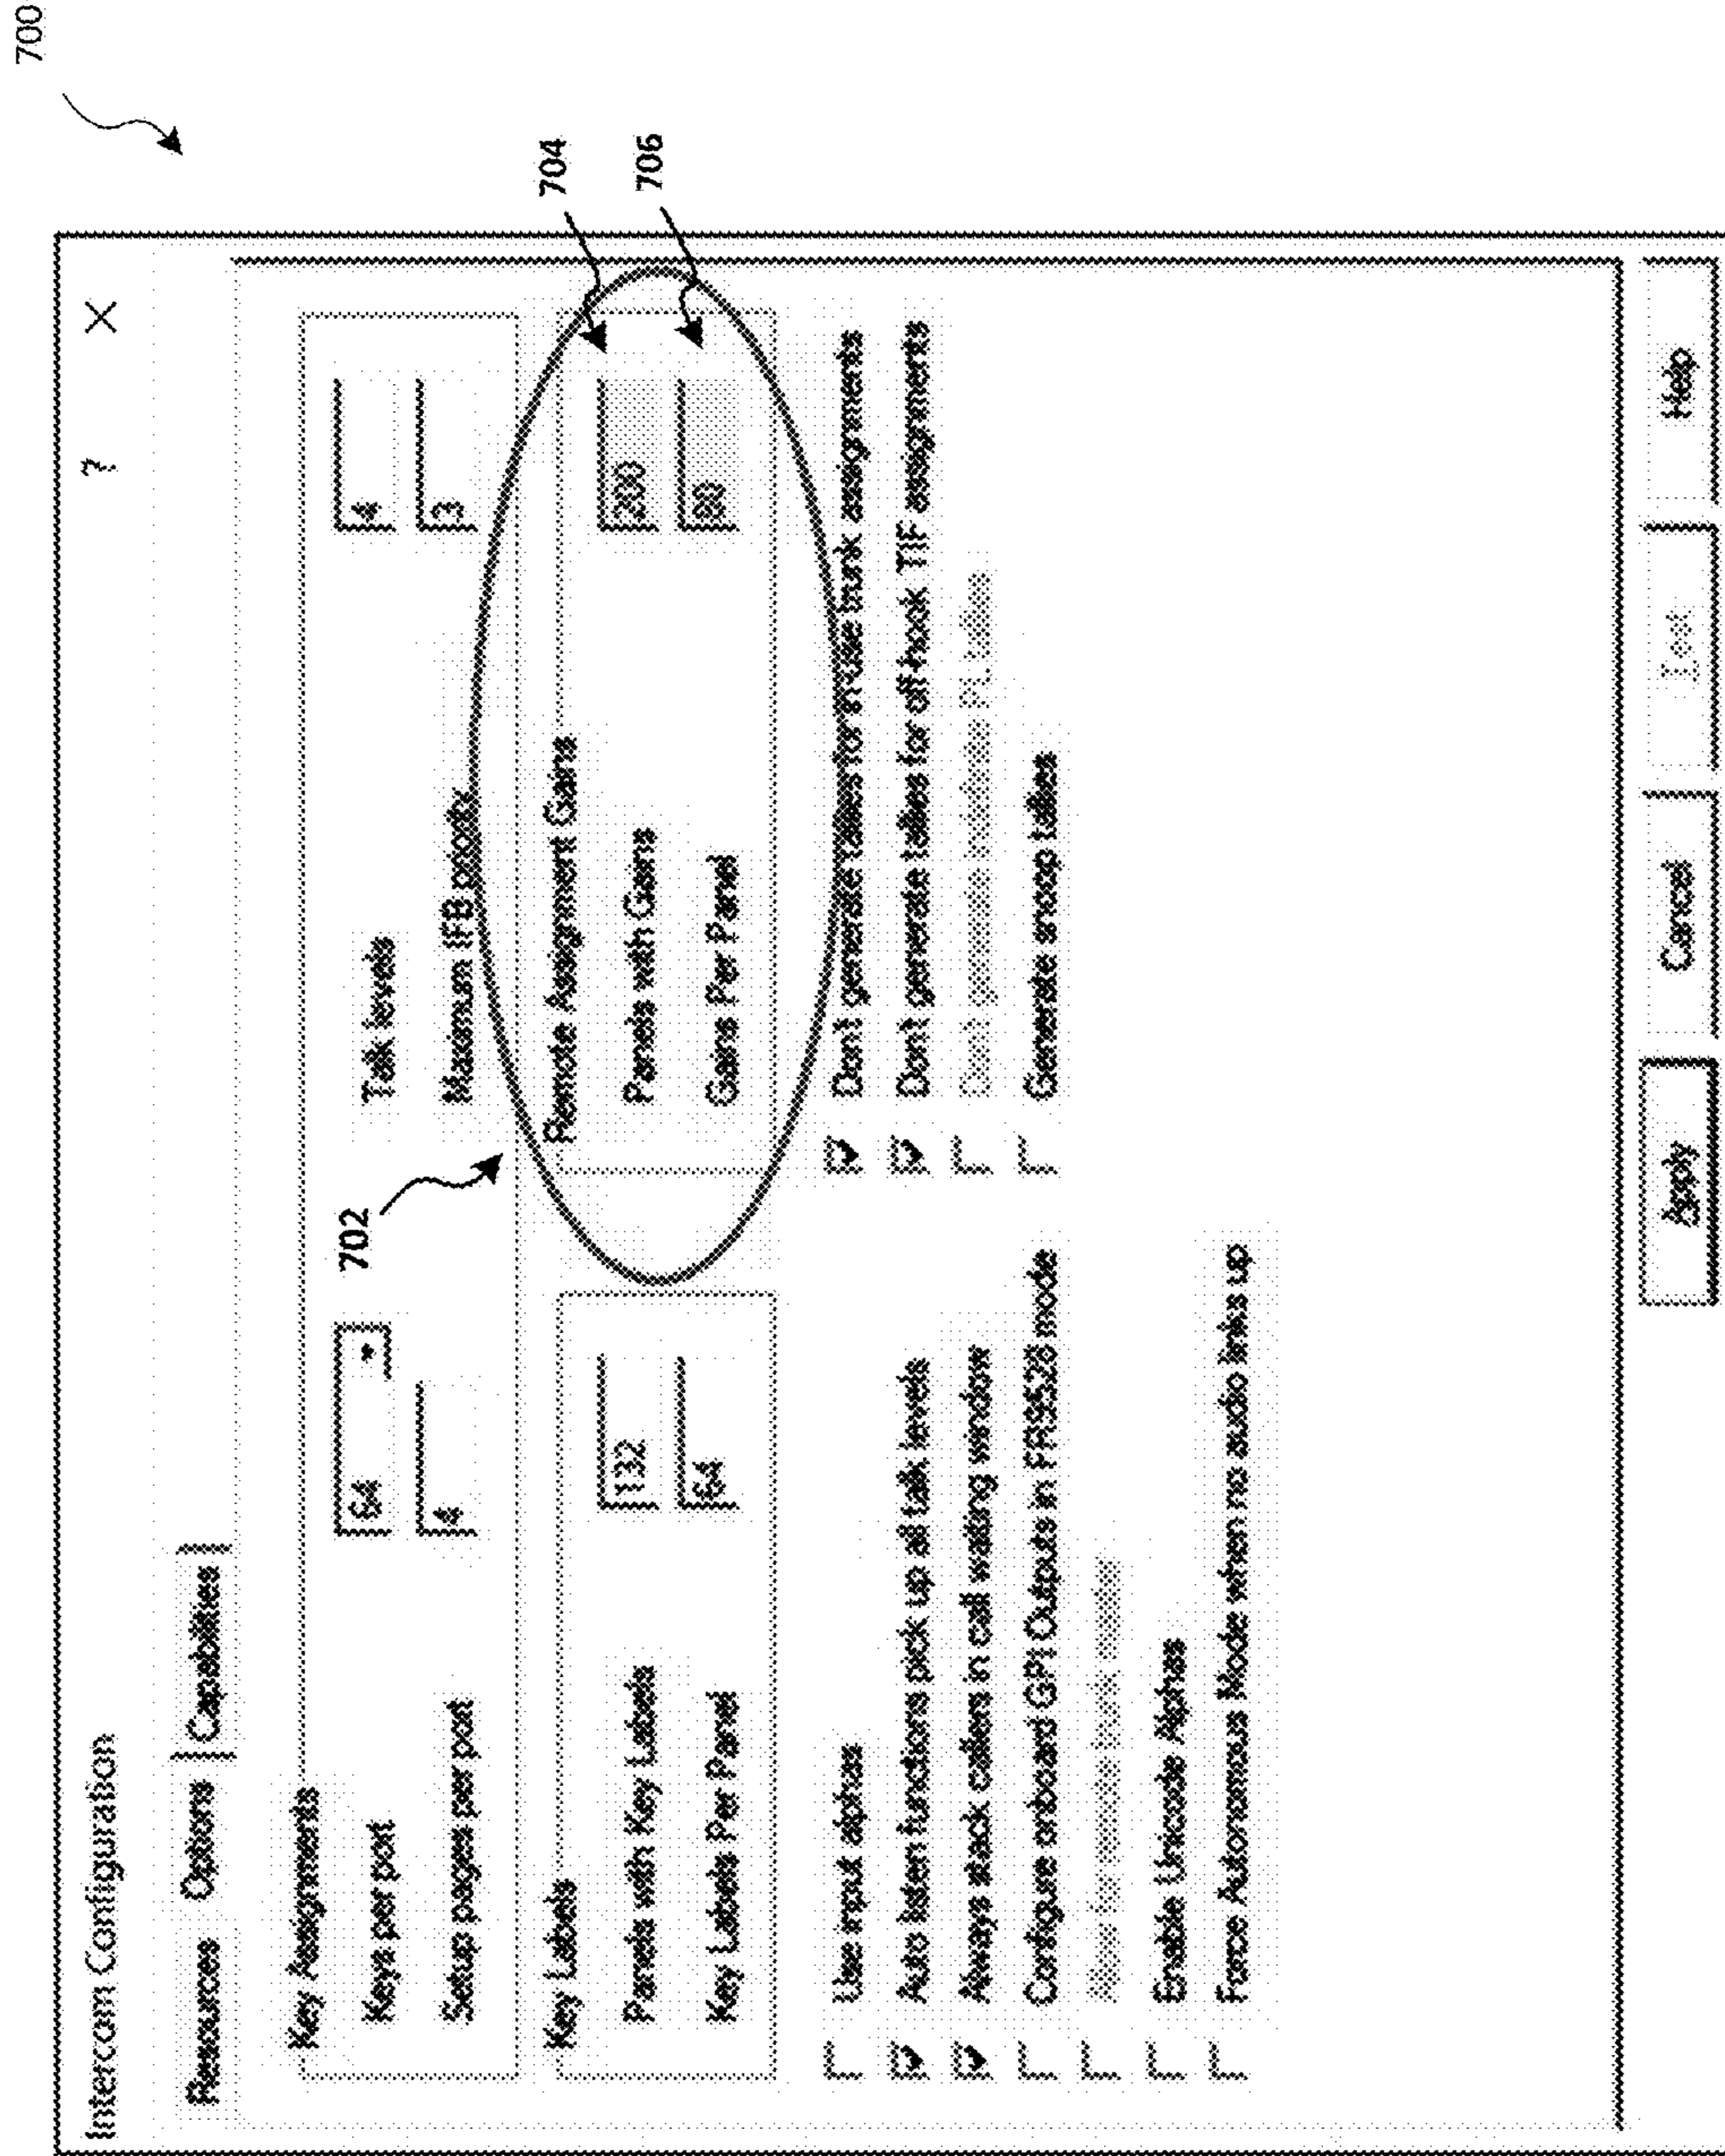 700
Intercom Configuration ? X
Resources Options Capabilities
Key Assignments
Keys per port 64
Talk levels 4
Setup pages per port 4
Maximum IFB priority 3
702
Key Labels
Panels with Key Labels 132
Key Labels Per Panel 64
Remote Assignment Gains
Panels with Gains 200
704
Gains Per Panel 80
706
Use input alphas
Auto listen functions pick up all talk levels
Always stack callers in call waiting window
Configure onboard GPI Outputs in FR9528 mode
Enable Unicode Alphas
Force Autonomous Mode when no audio links up
Don't generate tallies for in use trunk assignments
Don't generate tallies for off-hook TIF assignments
Generate snoop tallies
Apply Cancel Help